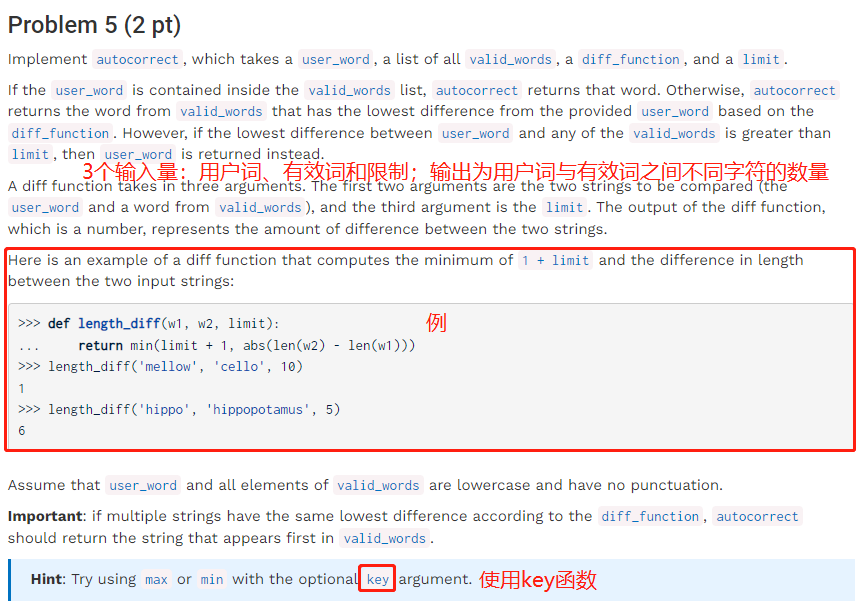 Problem 5 (2 pt)
Implement autocorrect, which takes a user_word, a list of all valid_words, a diff_function, and a limit.
If the user_word is contained inside the valid_words list, autocorrect returns that word. Otherwise, autocorrect
returns the word from valid_words that has the lowest difference from the provided user_word based on the
diff_function. However, if the lowest difference between user_word and any of the valid_words is greater than
limit, then user_word is returned instead.
3个输入量：用户词、有效词和限制；输出为用户词与有效词之间不同字符的数量
A diff function takes in three arguments. The first two arguments are the two strings to be compared (the
user_word and a word from valid_words), and the third argument is the limit. The output of the diff function,
which is a number, represents the amount of difference between the two strings.
Here is an example of a diff function that computes the minimum of 1 + limit and the difference in length
between the two input strings:
>>> def length_diff(w1, w2, limit): 例
... return min(limit + 1, abs(len(w2) - len(w1)))
>>> length_diff('mellow', 'cello', 10)
1
>>> length_diff('hippo', 'hippopotamus', 5)
6
Assume that user_word and all elements of valid_words are lowercase and have no punctuation.
Important: if multiple strings have the same lowest difference according to the diff_function, autocorrect
should return the string that appears first in valid_words.
Hint: Try using max or min with the optional key argument. 使用key函数